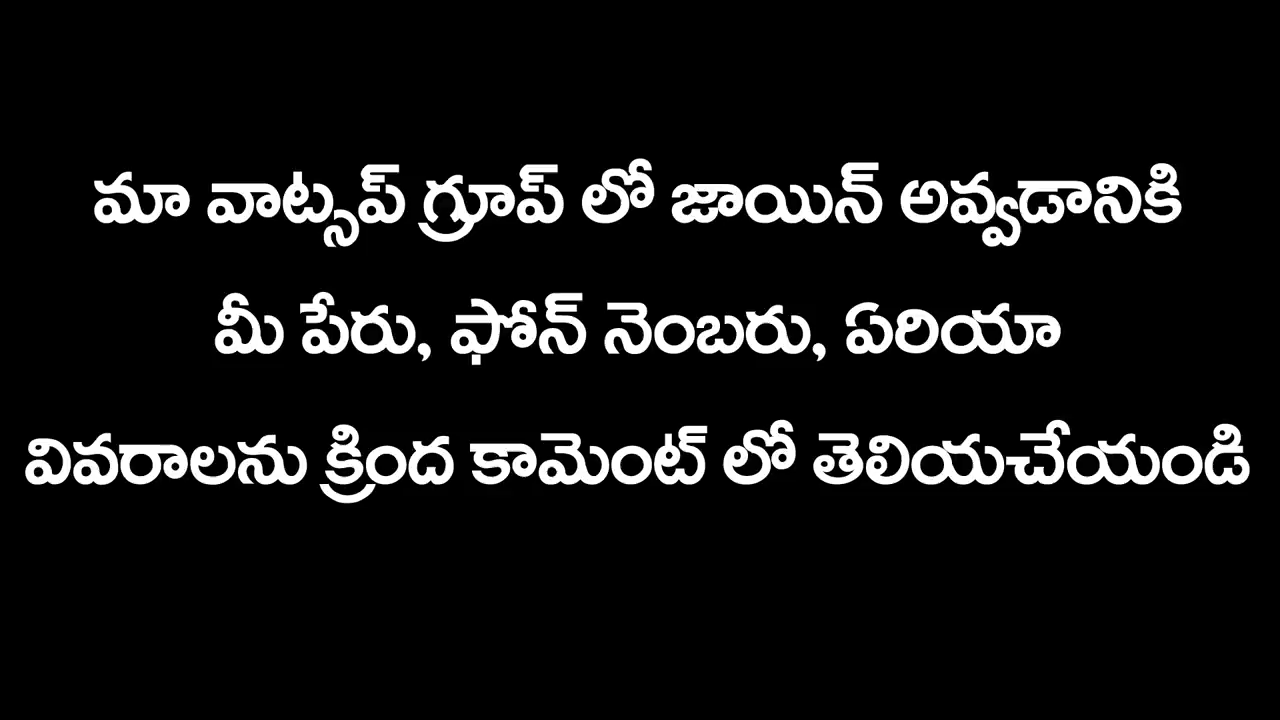 మా వాట్సప్ గ్రూప్ లో జాయిన్ అవ్వడానికి
మీ పేరు, ఫోన్ నెంబరు, ఏరియా
వివరాలను క్రింద కామెంట్ లో తెలియచేయండి